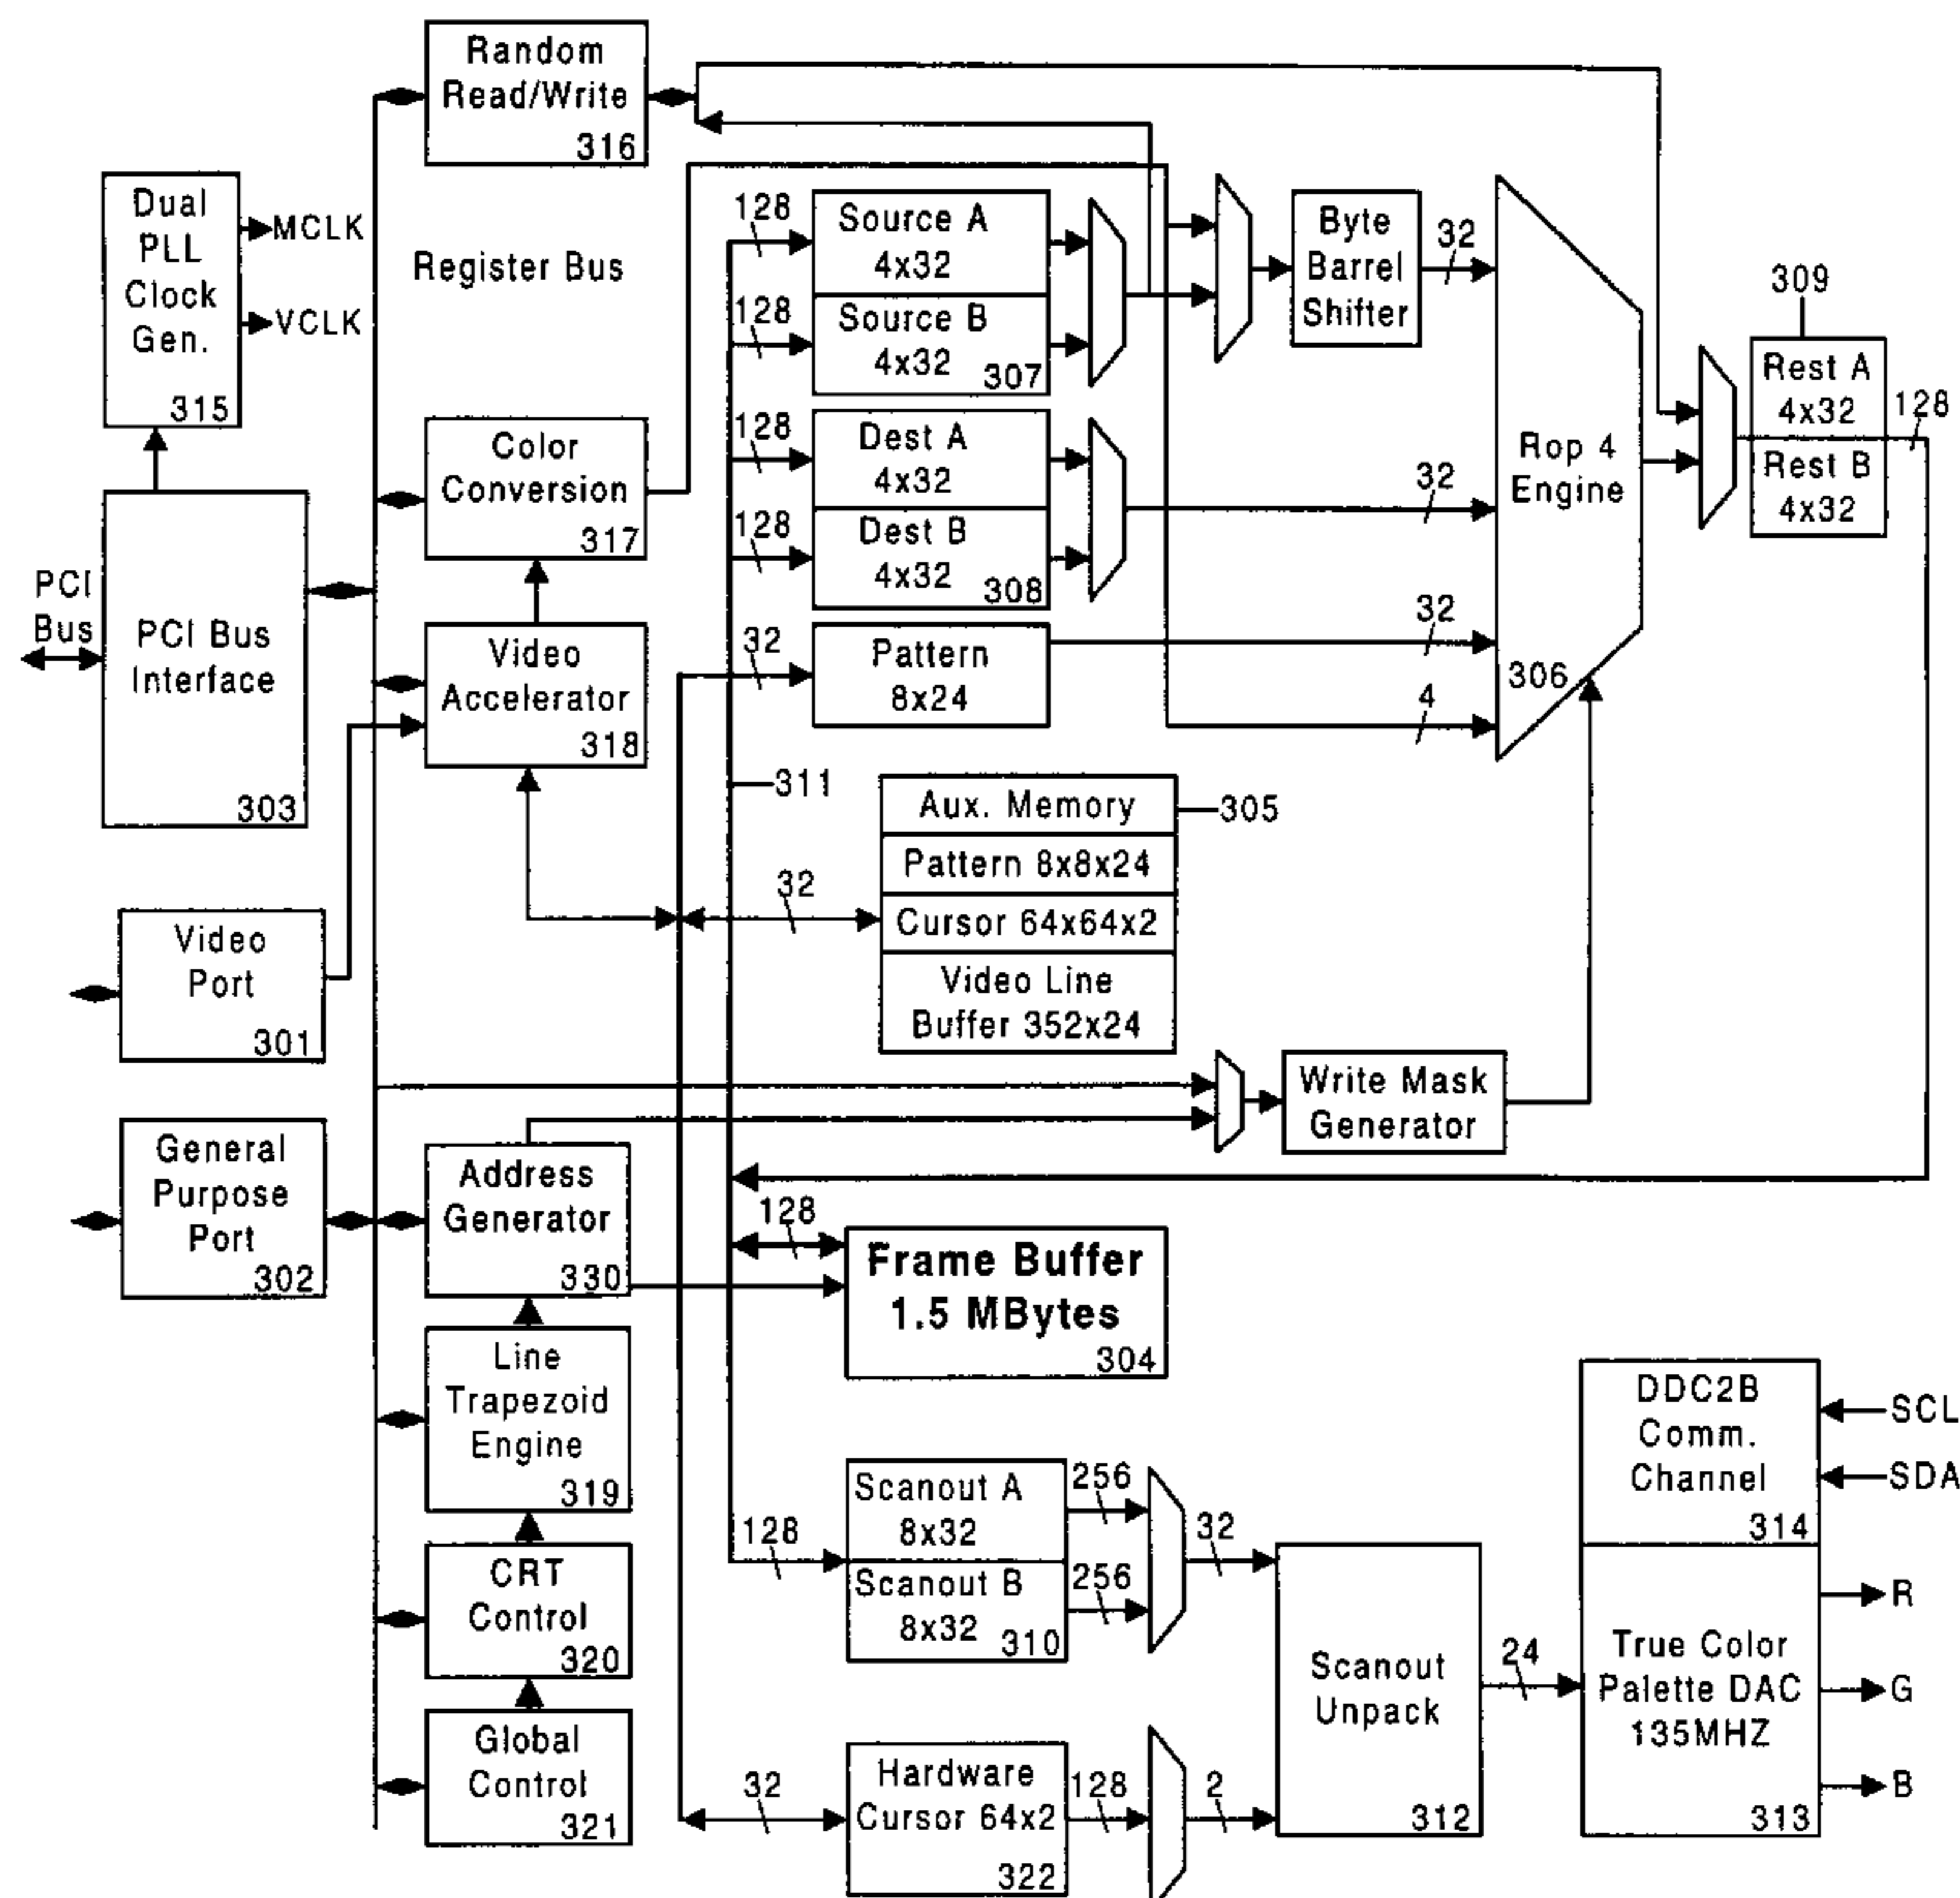 Random
Read/Write
316
Dual
PLL
Clock
Gen.
315
MCLK
VCLK
Register Bus
128
Source A
4x32
128
Source B
4x32
307
Byte
Barrel
Shifter
32
309
Rest A
4x32
Rest B
4x32
128
Color
Conversion
317
128
Dest A
4x32
128
Dest B
4x32
308
32
Rop 4
Engine
306
PCI
Bus
PCI Bus
Interface
303
Video
Accelerator
318
32
Pattern
8x24
32
4
311
Aux. Memory
305
Pattern 8x8x24
32
Cursor 64x64x2
Video Line
Buffer 352x24
Video
Port
301
Write Mask
Generator
General
Purpose
Port
302
Address
Generator
330
128
Frame Buffer
1.5 MBytes
304
Line
Trapezoid
Engine
319
DDC2B
Comm.
Channel
314
SCL
SDA
128
Scanout A
8x32
256
Scanout B
8x32
310
256
32
CRT
Control
320
Scanout
Unpack
312
24
True Color
Palette DAC
135MHZ
313
R
G
B
Global
Control
321
32
Hardware
Cursor 64x2
322
128
2